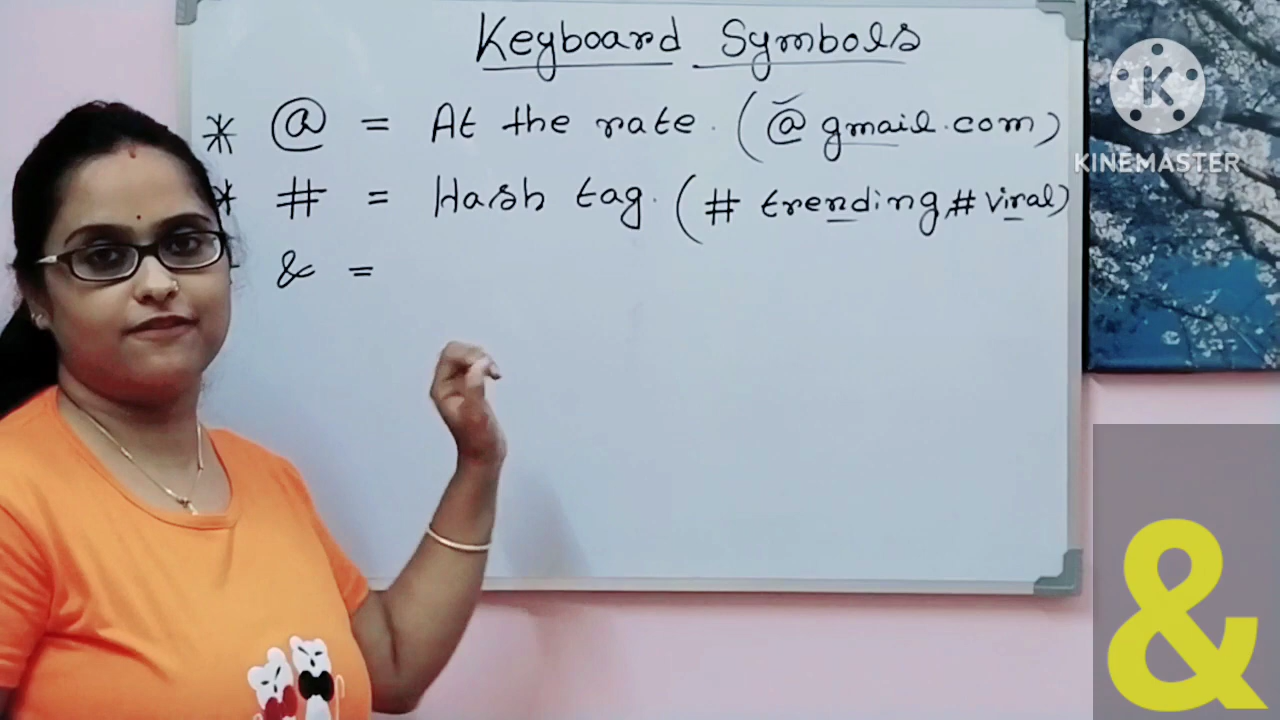 Keyboard Symbols
* @ = At the rate. (@ gmail.com)
* # = Hash tag. (# trending, # viral)
* & =
K
KINEMASTER
&